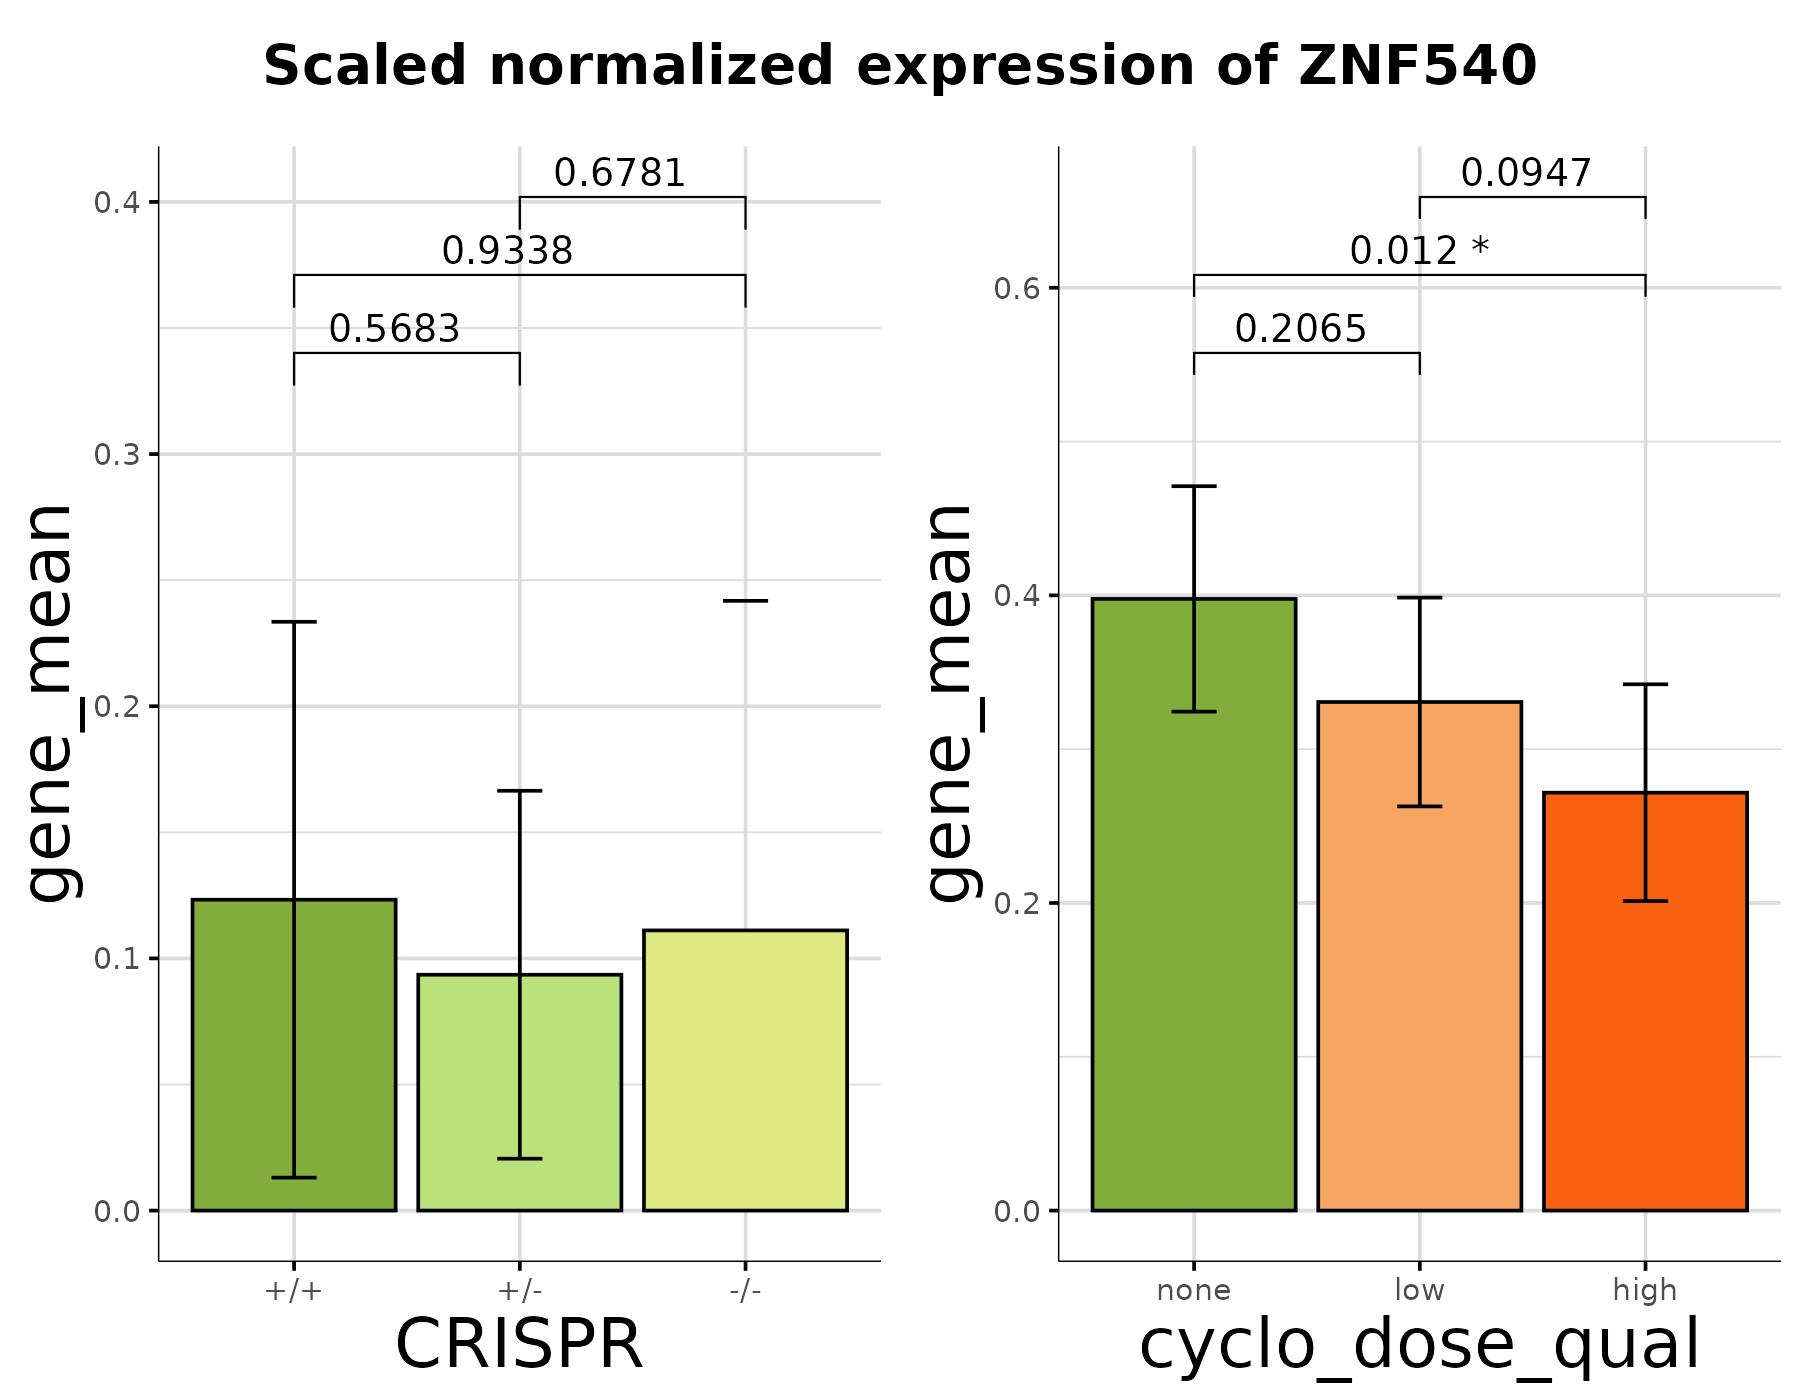 Scaled normalized expression of ZNF540
gene_mean
0.4
0.3
0.2
0.1
0.0
0.6781
0.9338
0.5683
+/+
+/-
-/-
CRISPR
gene_mean
0.6
0.4
0.2
0.0
0.0947
0.012 *
0.2065
none
low
high
cyclo_dose_qual